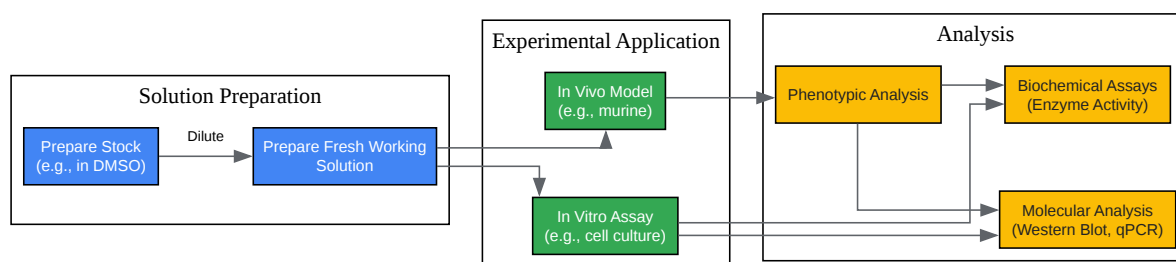 Solution Preparation
Prepare Stock
(e.g., in DMSO)
Dilute
Prepare Fresh Working
Solution
Experimental Application
In Vivo Model
(e.g., murine)
In Vitro Assay
(e.g., cell culture)
Analysis
Phenotypic Analysis
Biochemical Assays
(Enzyme Activity)
Molecular Analysis
(Western Blot, qPCR)